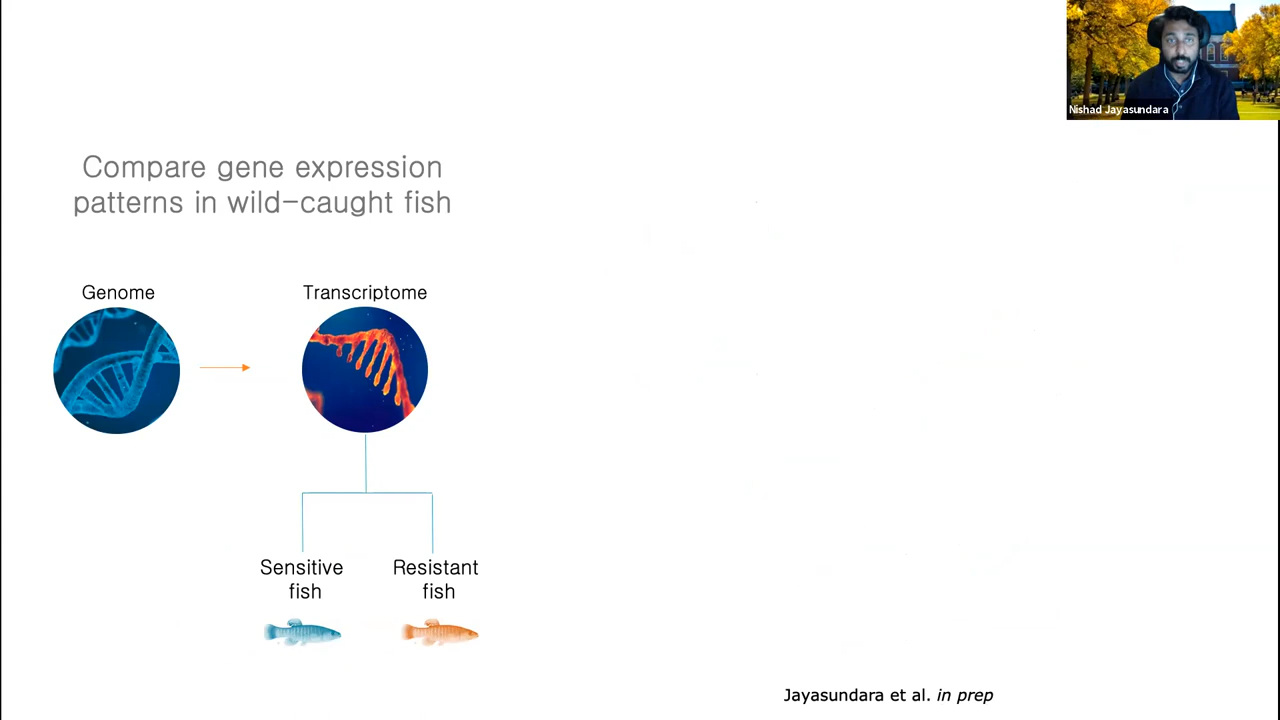 Nishad Jayasundara
Compare gene expression
patterns in wild-caught fish
Genome
Transcriptome
Sensitive
fish
Resistant
fish
Jayasundara et al. in prep